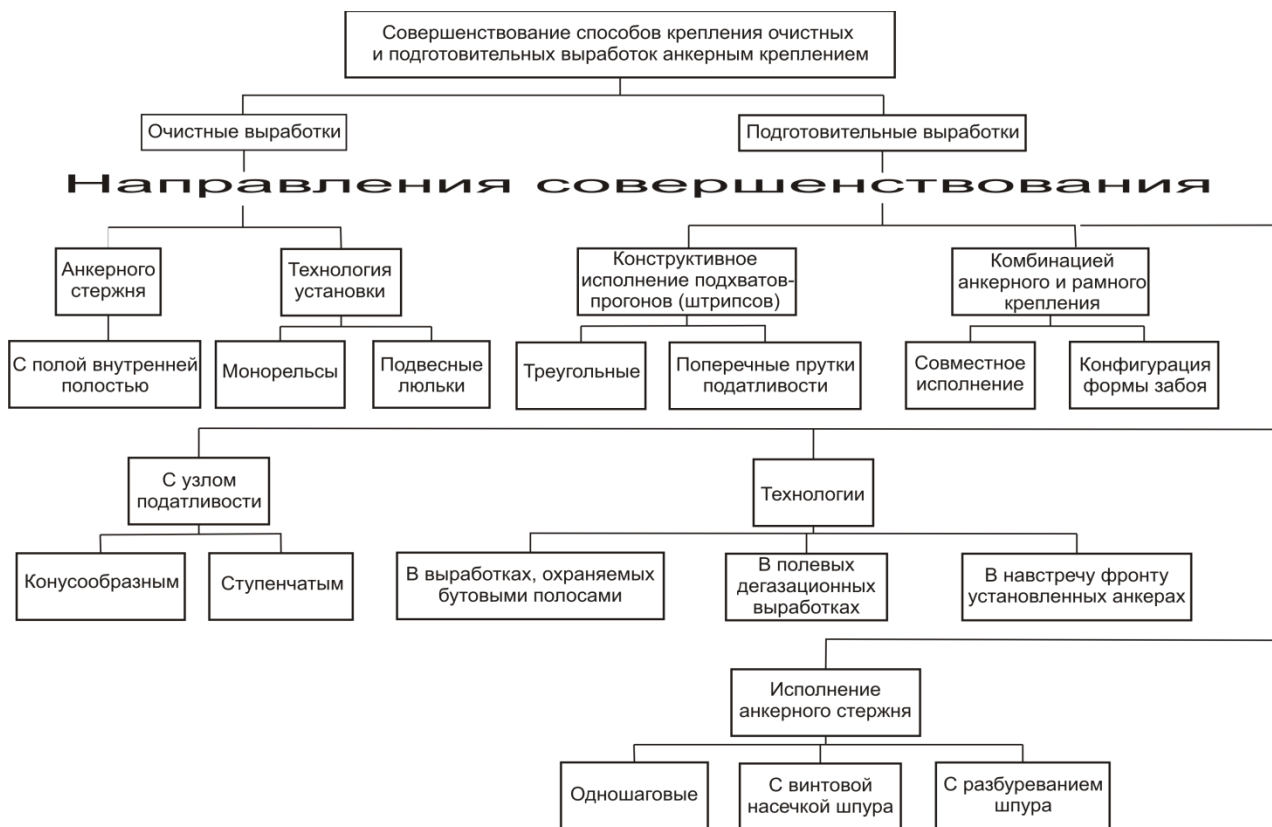 Совершенствование способов крепления очистных
и подготовительных выработок анкерным креплением
Очистные выработки
Подготовительные выработки
Направления совершенствования
Анкерного
стержня
Технология
установки
Конструктивное
исполнение подхватов-
прогонов (штрипсов)
Комбинацией
анкерного и рамного
крепления
С полой внутренней
полостью
Монорельсы
Подвесные
люльки
Треугольные
Поперечные прутки
податливости
Совместное
исполнение
Конфигурация
формы забоя
С узлом
податливости
Технологии
Конусообразным
Ступенчатым
В выработках, охраняемых
бутовыми полосами
В полевых
дегазационных
выработках
В навстречу фронту
установленных анкерах
Исполнение
анкерного стержня
Одношаговые
С винтовой
насечкой шпура
С разбуреванием
шпура